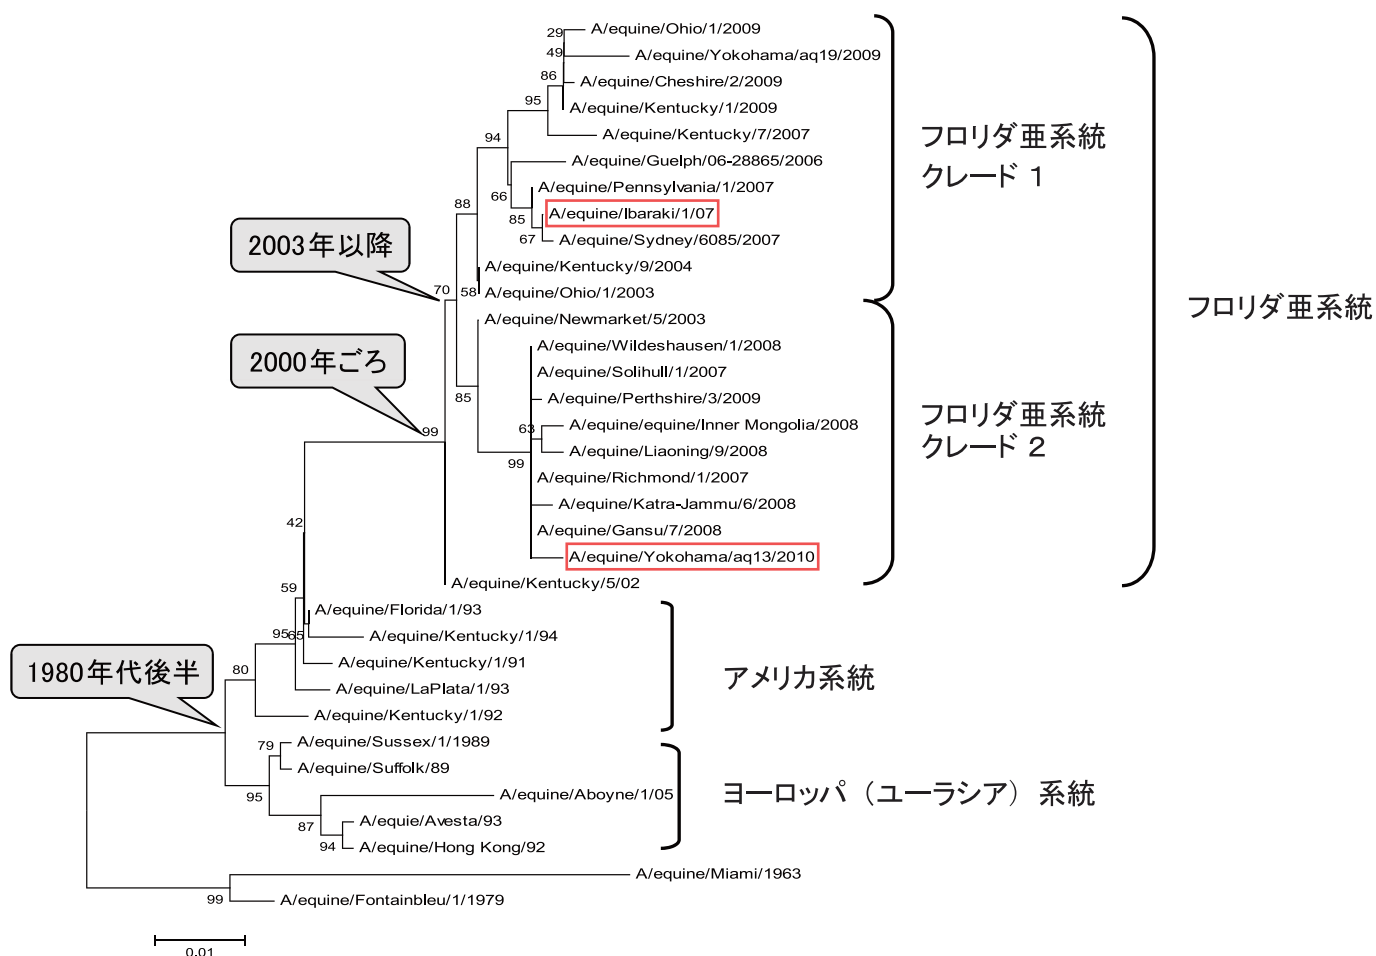 A/equine/Ohio/1/2009
29
49
A/equine/Yokohama/aq19/2009
86
A/equine/Cheshire/2/2009
95
A/equine/Kentucky/1/2009
A/equine/Kentucky/7/2007
94
フロリダ亜系統
クレード 1
A/equine/Guelph/06-28865/2006
66
A/equine/Pennsylvania/1/2007
88
85
A/equine/Ibaraki/1/07
67
A/equine/Sydney/6085/2007
2003年以降
A/equine/Kentucky/9/2004
70
58
A/equine/Ohio/1/2003
フロリダ亜系統
A/equine/Newmarket/5/2003
A/equine/Wildeshausen/1/2008
2000年ごろ
A/equine/Solihull/1/2007
85
A/equine/Perthshire/3/2009
フロリダ亜系統
クレード 2
99
63
A/equine/equine/Inner Mongolia/2008
A/equine/Liaoning/9/2008
99
A/equine/Richmond/1/2007
A/equine/Katra-Jammu/6/2008
42
A/equine/Gansu/7/2008
A/equine/Yokohama/aq13/2010
A/equine/Kentucky/5/02
59
A/equine/Florida/1/93
95
65
A/equine/Kentucky/1/94
1980年代後半
80
A/equine/Kentucky/1/91
アメリカ系統
A/equine/LaPlata/1/93
A/equine/Kentucky/1/92
79
A/equine/Sussex/1/1989
A/equine/Suffolk/89
95
A/equine/Aboyne/1/05
ヨーロッパ（ユーラシア）系統
87
A/equie/Avesta/93
94
A/equine/Hong Kong/92
A/equine/Miami/1963
99
A/equine/Fontainbleu/1/1979
0.01